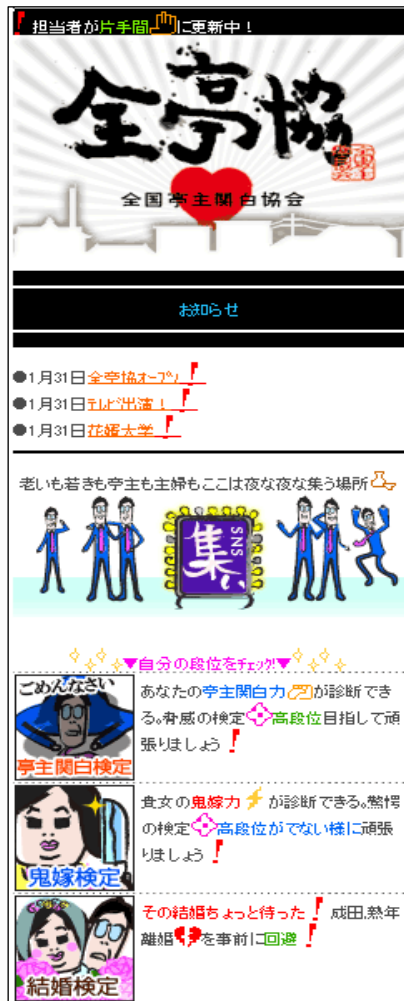 担当者が片手間に更新中！
全亭協
全国亭主関白協会
お知らせ
●1月31日全亭協オープン
●1月31日テレビ出演！
●1月31日花婿大学
老いも若きも亭主も主婦もここは夜な夜な集う場所
集い
SNS
▼自分の段位をチェック!▼
ごめんなさい
亭主関白検定
あなたの亭主関白力が診断でき
る｡脅威の検定高段位目指して頑
張りましょう
鬼嫁検定
貴女の鬼嫁力が診断できる｡驚愕
の検定高段位がでない様に頑張
りましょう
結婚検定
その結婚ちょっと待った 成田､熟年
離婚を事前に回避